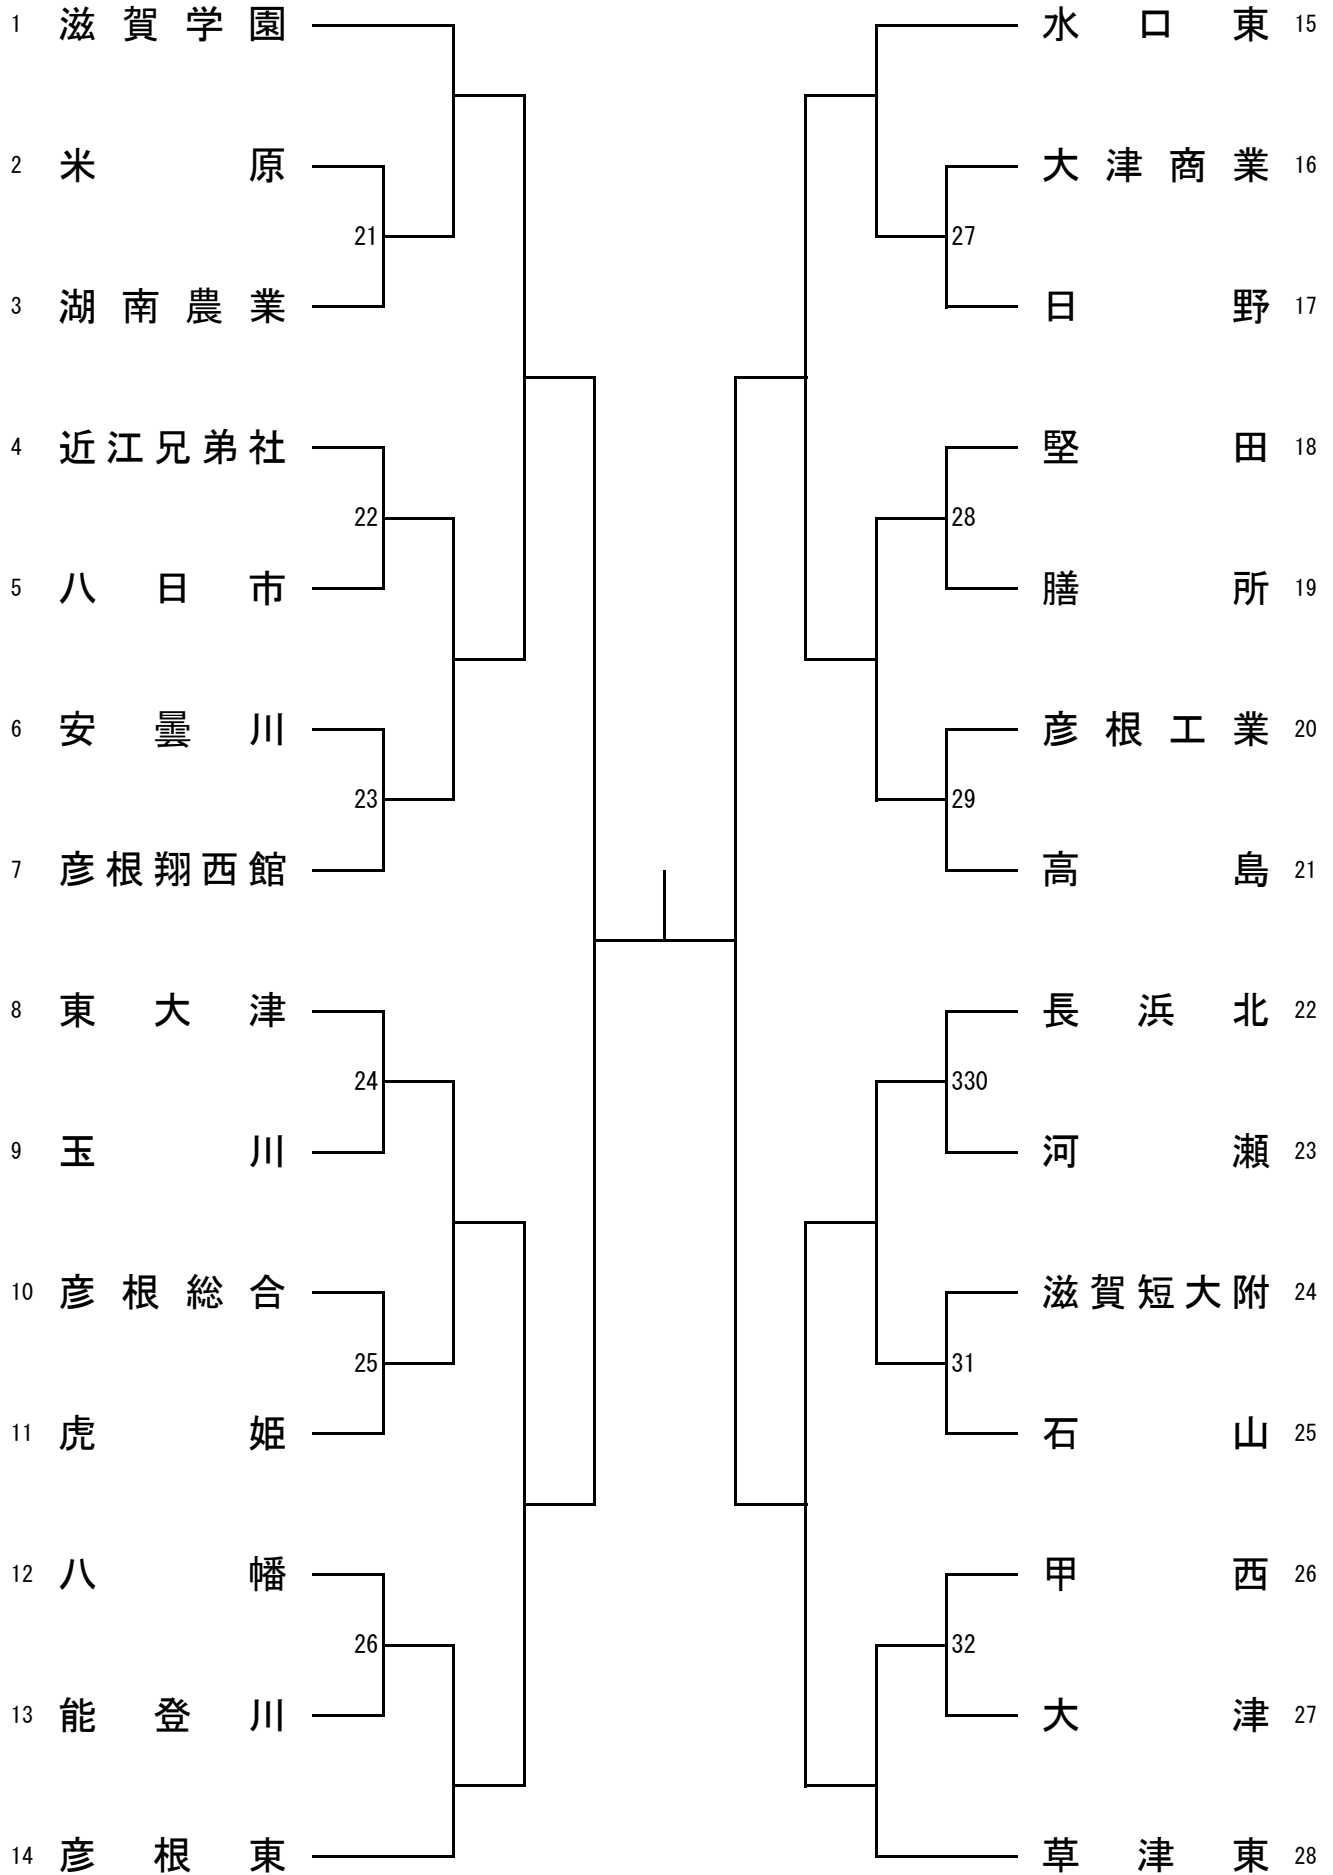 1 滋賀学園
2 米原
21
3 湖南農業
4 近江兄弟社
22
5 八日市
6 安曇川
23
7 彦根翔西館
8 東大津
24
9 玉川
10 彦根総合
25
11 虎姫
12 八幡
26
13 能登川
14 彦根東
水口東 15
大津商業 16
27
日野 17
堅田 18
28
膳所 19
彦根工業 20
29
高島 21
長浜北 22
330
河瀬 23
滋賀短大附 24
31
石山 25
甲西 26
32
大津 27
草津東 28